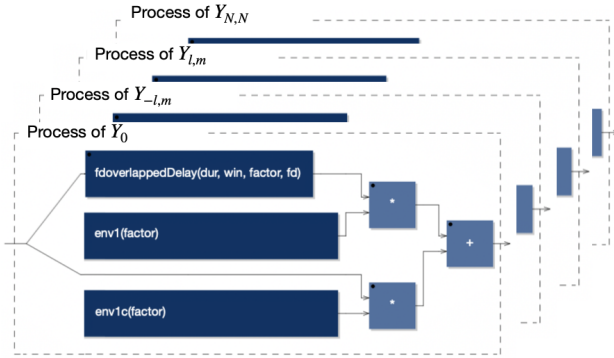 Process of Y_{N,N}
Process of Y_{l,m}
Process of Y_{-l,m}
Process of Y_0
fdoverlappedDelay(dur, win, factor, fd)
*
env1(factor)
+
env1c(factor)
*